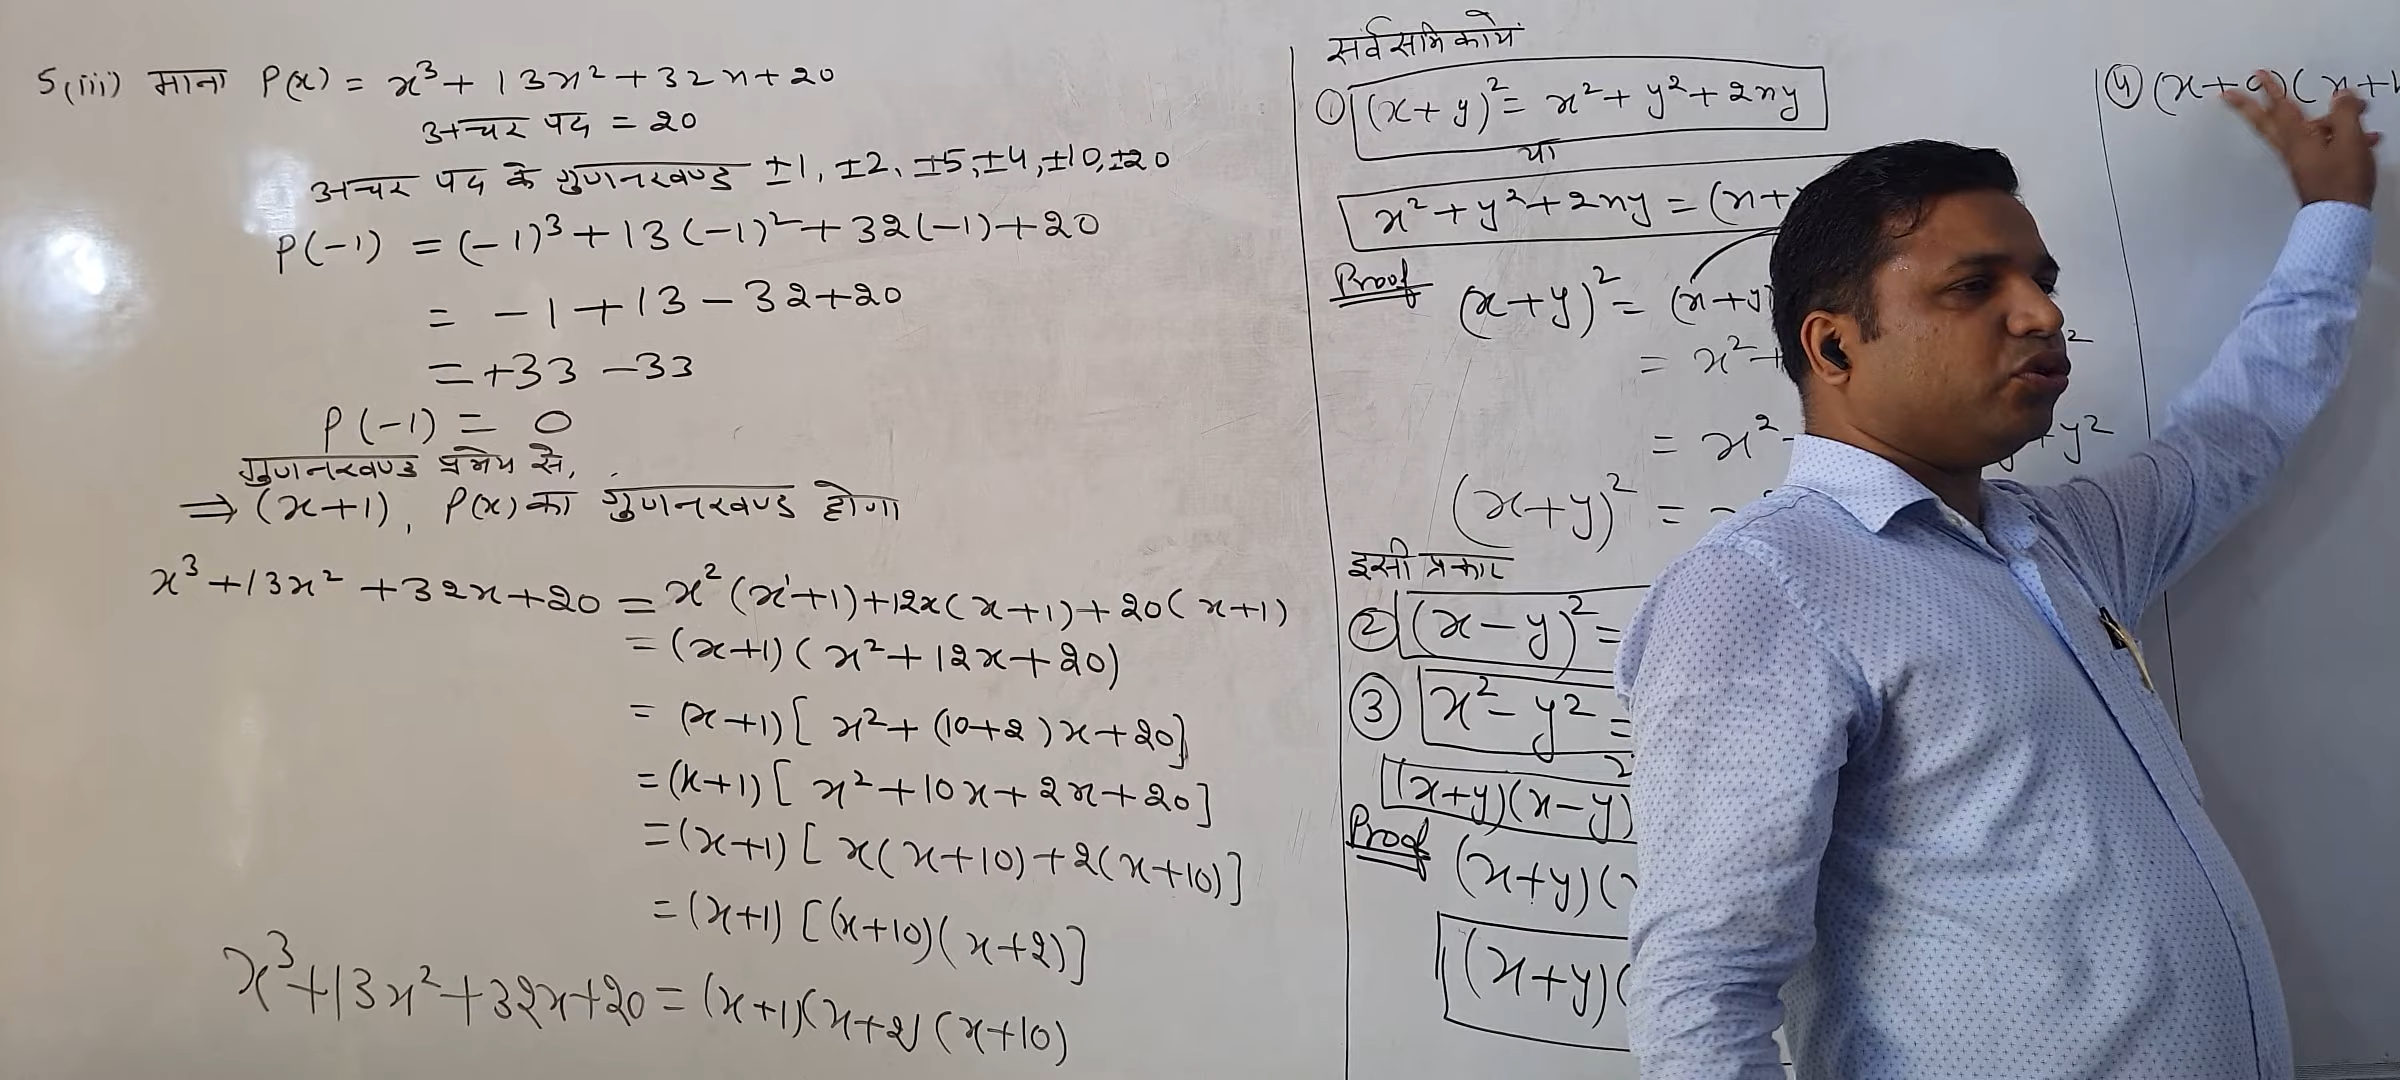 5(iii) माना P(x) = x³ + 13x² + 32x + 20
अचर पद = 20
अचर पद के गुणनखण्ड ±1, ±2, ±5, ±4, ±10, ±20
P(-1) = (-1)³ + 13(-1)² + 32(-1) + 20
= -1 + 13 - 32 + 20
= +33 - 33
P(-1) = 0
गुणनखण्ड प्रमेय से,
⇒ (x+1), P(x) का गुणनखण्ड होगा
x³ + 13x² + 32x + 20 = x²(x+1) + 12x(x+1) + 20(x+1)
= (x+1)(x² + 12x + 20)
= (x+1)[x² + (10+2)x + 20]
= (x+1)[x² + 10x + 2x + 20]
= (x+1)[x(x+10) + 2(x+10)]
= (x+1)[(x+10)(x+2)]
x³ + 13x² + 32x + 20 = (x+1)(x+2)(x+10)
सर्वसमिकायें
① (x+y)² = x² + y² + 2xy
या
x² + y² + 2xy = (x+
Proof (x+y)² = (x+y)
= x² +
= x² + y²
(x+y)² =
इसी प्रकार
② (x-y)² =
③ x² - y² =
(x+y)(x-y)
Proof (x+y)(
(x+y)(
④ (x+a)(x+